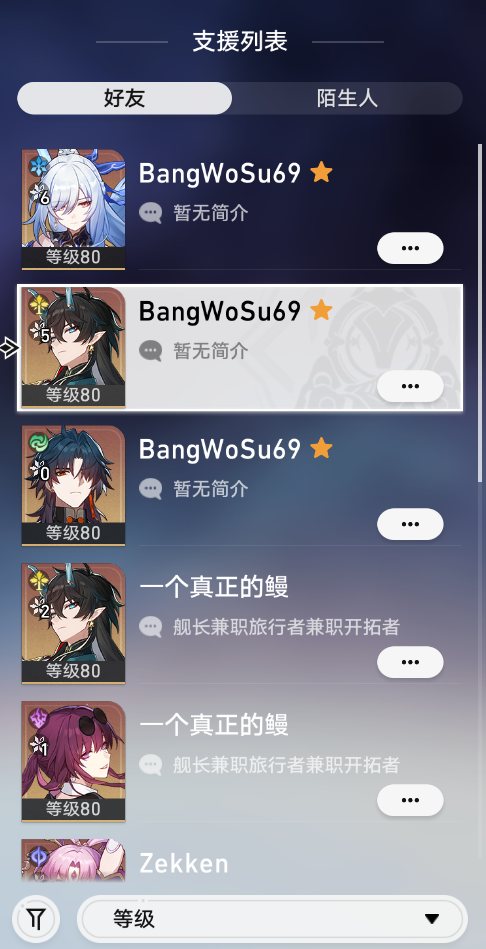 支援列表
好友
陌生人
BangWoSu69
暂无简介
6
等级80
BangWoSu69
暂无简介
5
等级80
BangWoSu69
暂无简介
0
等级80
一个真正的鳗
舰长兼职旅行者兼职开拓者
2
等级80
一个真正的鳗
舰长兼职旅行者兼职开拓者
1
等级80
Zekken
等级